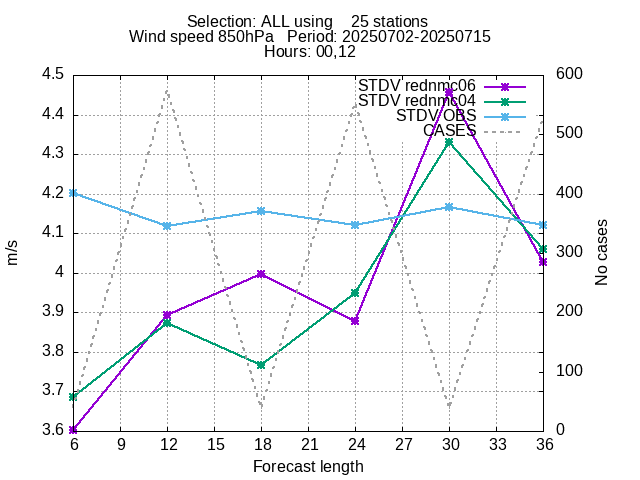 Selection: ALL using    25 stations
Wind speed 850hPa   Period: 20250702-20250715
Hours: 00,12
STDV rednmc06
STDV rednmc04
STDV OBS
CASES
4.5
4.4
4.3
4.2
4.1
4
3.9
3.8
3.7
3.6
m/s
600
500
400
300
200
100
0
No cases
6 9 12 15 18 21 24 27 30 33 36
Forecast length